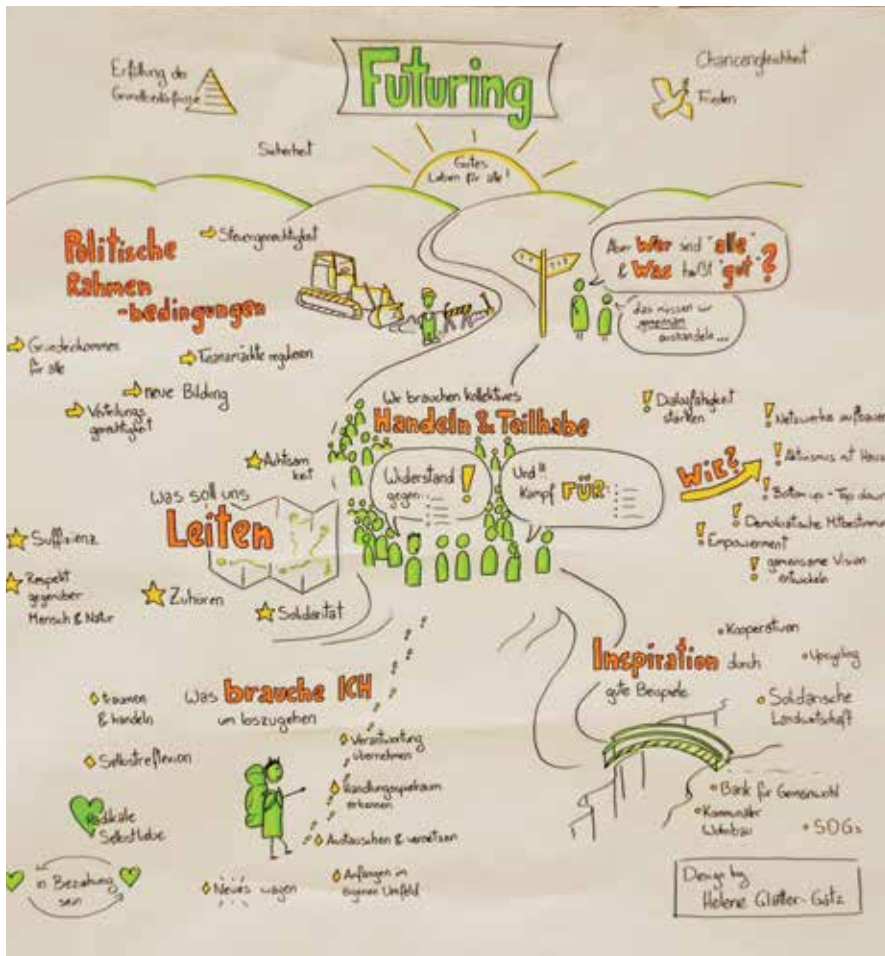 Futuring
Erfüllung der
Grundbedürfnisse
Chancengleichheit
Frieden
Sicherheit
Gutes
Leben für alle!
Politische
Rahmen
-bedingungen
Steuergerechtigkeit
Grundeinkommen
für alle
Finanzmärkte regulieren
neue Bildung
Verteilungs
gerechtigkeit
Aber Wer sind "alle"
& Was heißt "gut"?
das müssen wir
gemeinsam
aushandeln...
Wir brauchen kollektives
Handeln & Teilhabe
Widerstand
gegen...
!
Und !!
Kampf FÜR:
WIE?
! Dialogfähigkeit
stärken
! Netzwerke aufbauen
! Aktivismus mit
! Bottom up - Top down
! Demokratische Mitbestimmun
! Empowerment
! gemeinsame Vision
entwickeln
Was soll uns
Leiten
Achtsam
keit
Suffizienz
Respekt
gegenüber
Mensch & Natur
Zuhören
Solidarität
Was brauche ICH
um loszugehen
träumen
& handeln
Selbstreflexion
Radikale
Selbstliebe
in Beziehung
sein
Verantwortung
übernehmen
Handlungsspielraum
erkennen
Austauschen & vernetzen
Anfangen im
eigenen Umfeld
Neues wagen
Inspiration durch
gute Beispiele
Kooperativen
Upcycling
Solidarische
Landwirtschaft
Bank für Gemeinwohl
Kommunaler
Wohnbau
SDGs
Design by
Helene Glatter-Götz